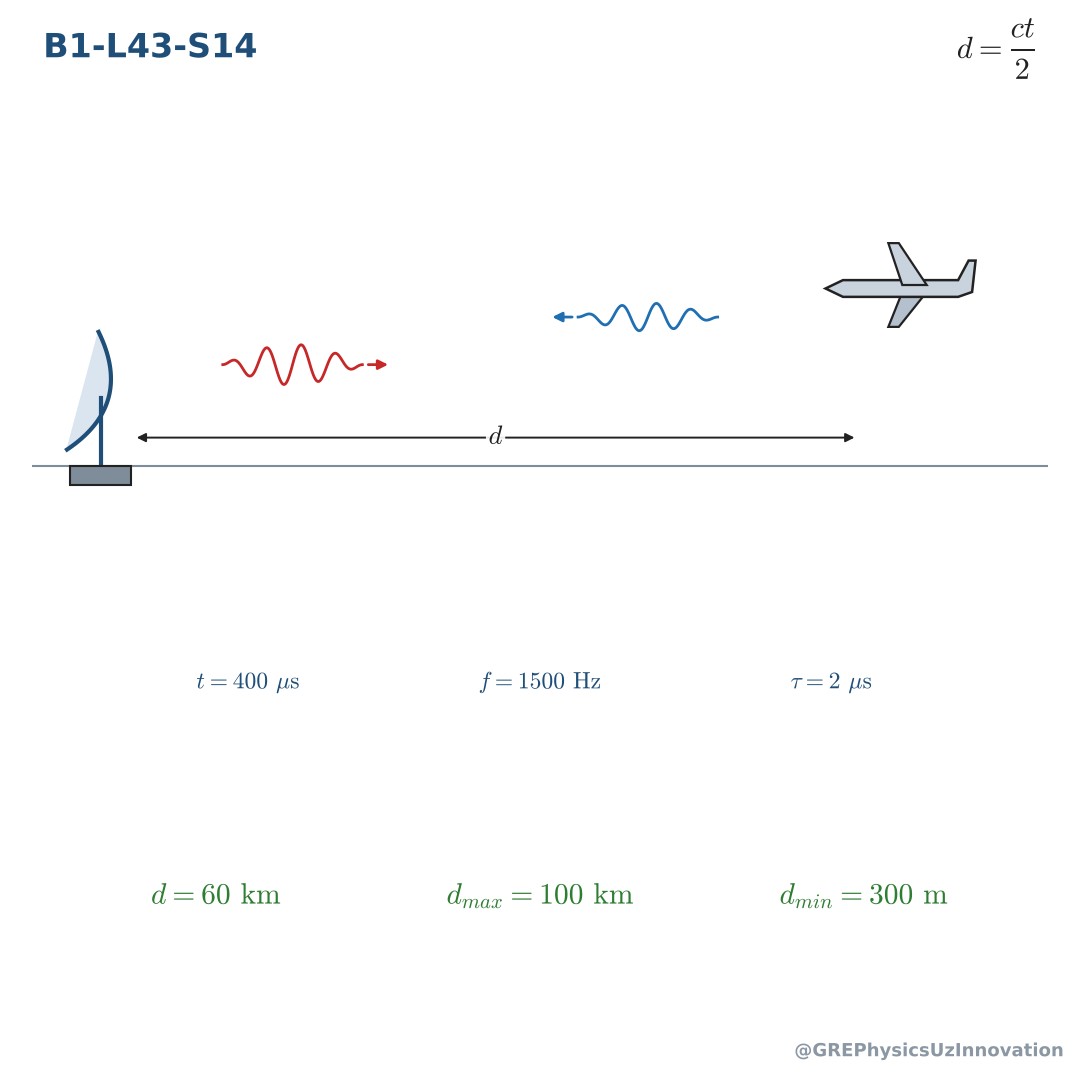 B1-L43-S14
d = ct/2
d
t = 400 μs
f = 1500 Hz
τ = 2 μs
d_max = 100 km
d = 60 km
d_min = 300 m
@GREPhysicsUzInnovation